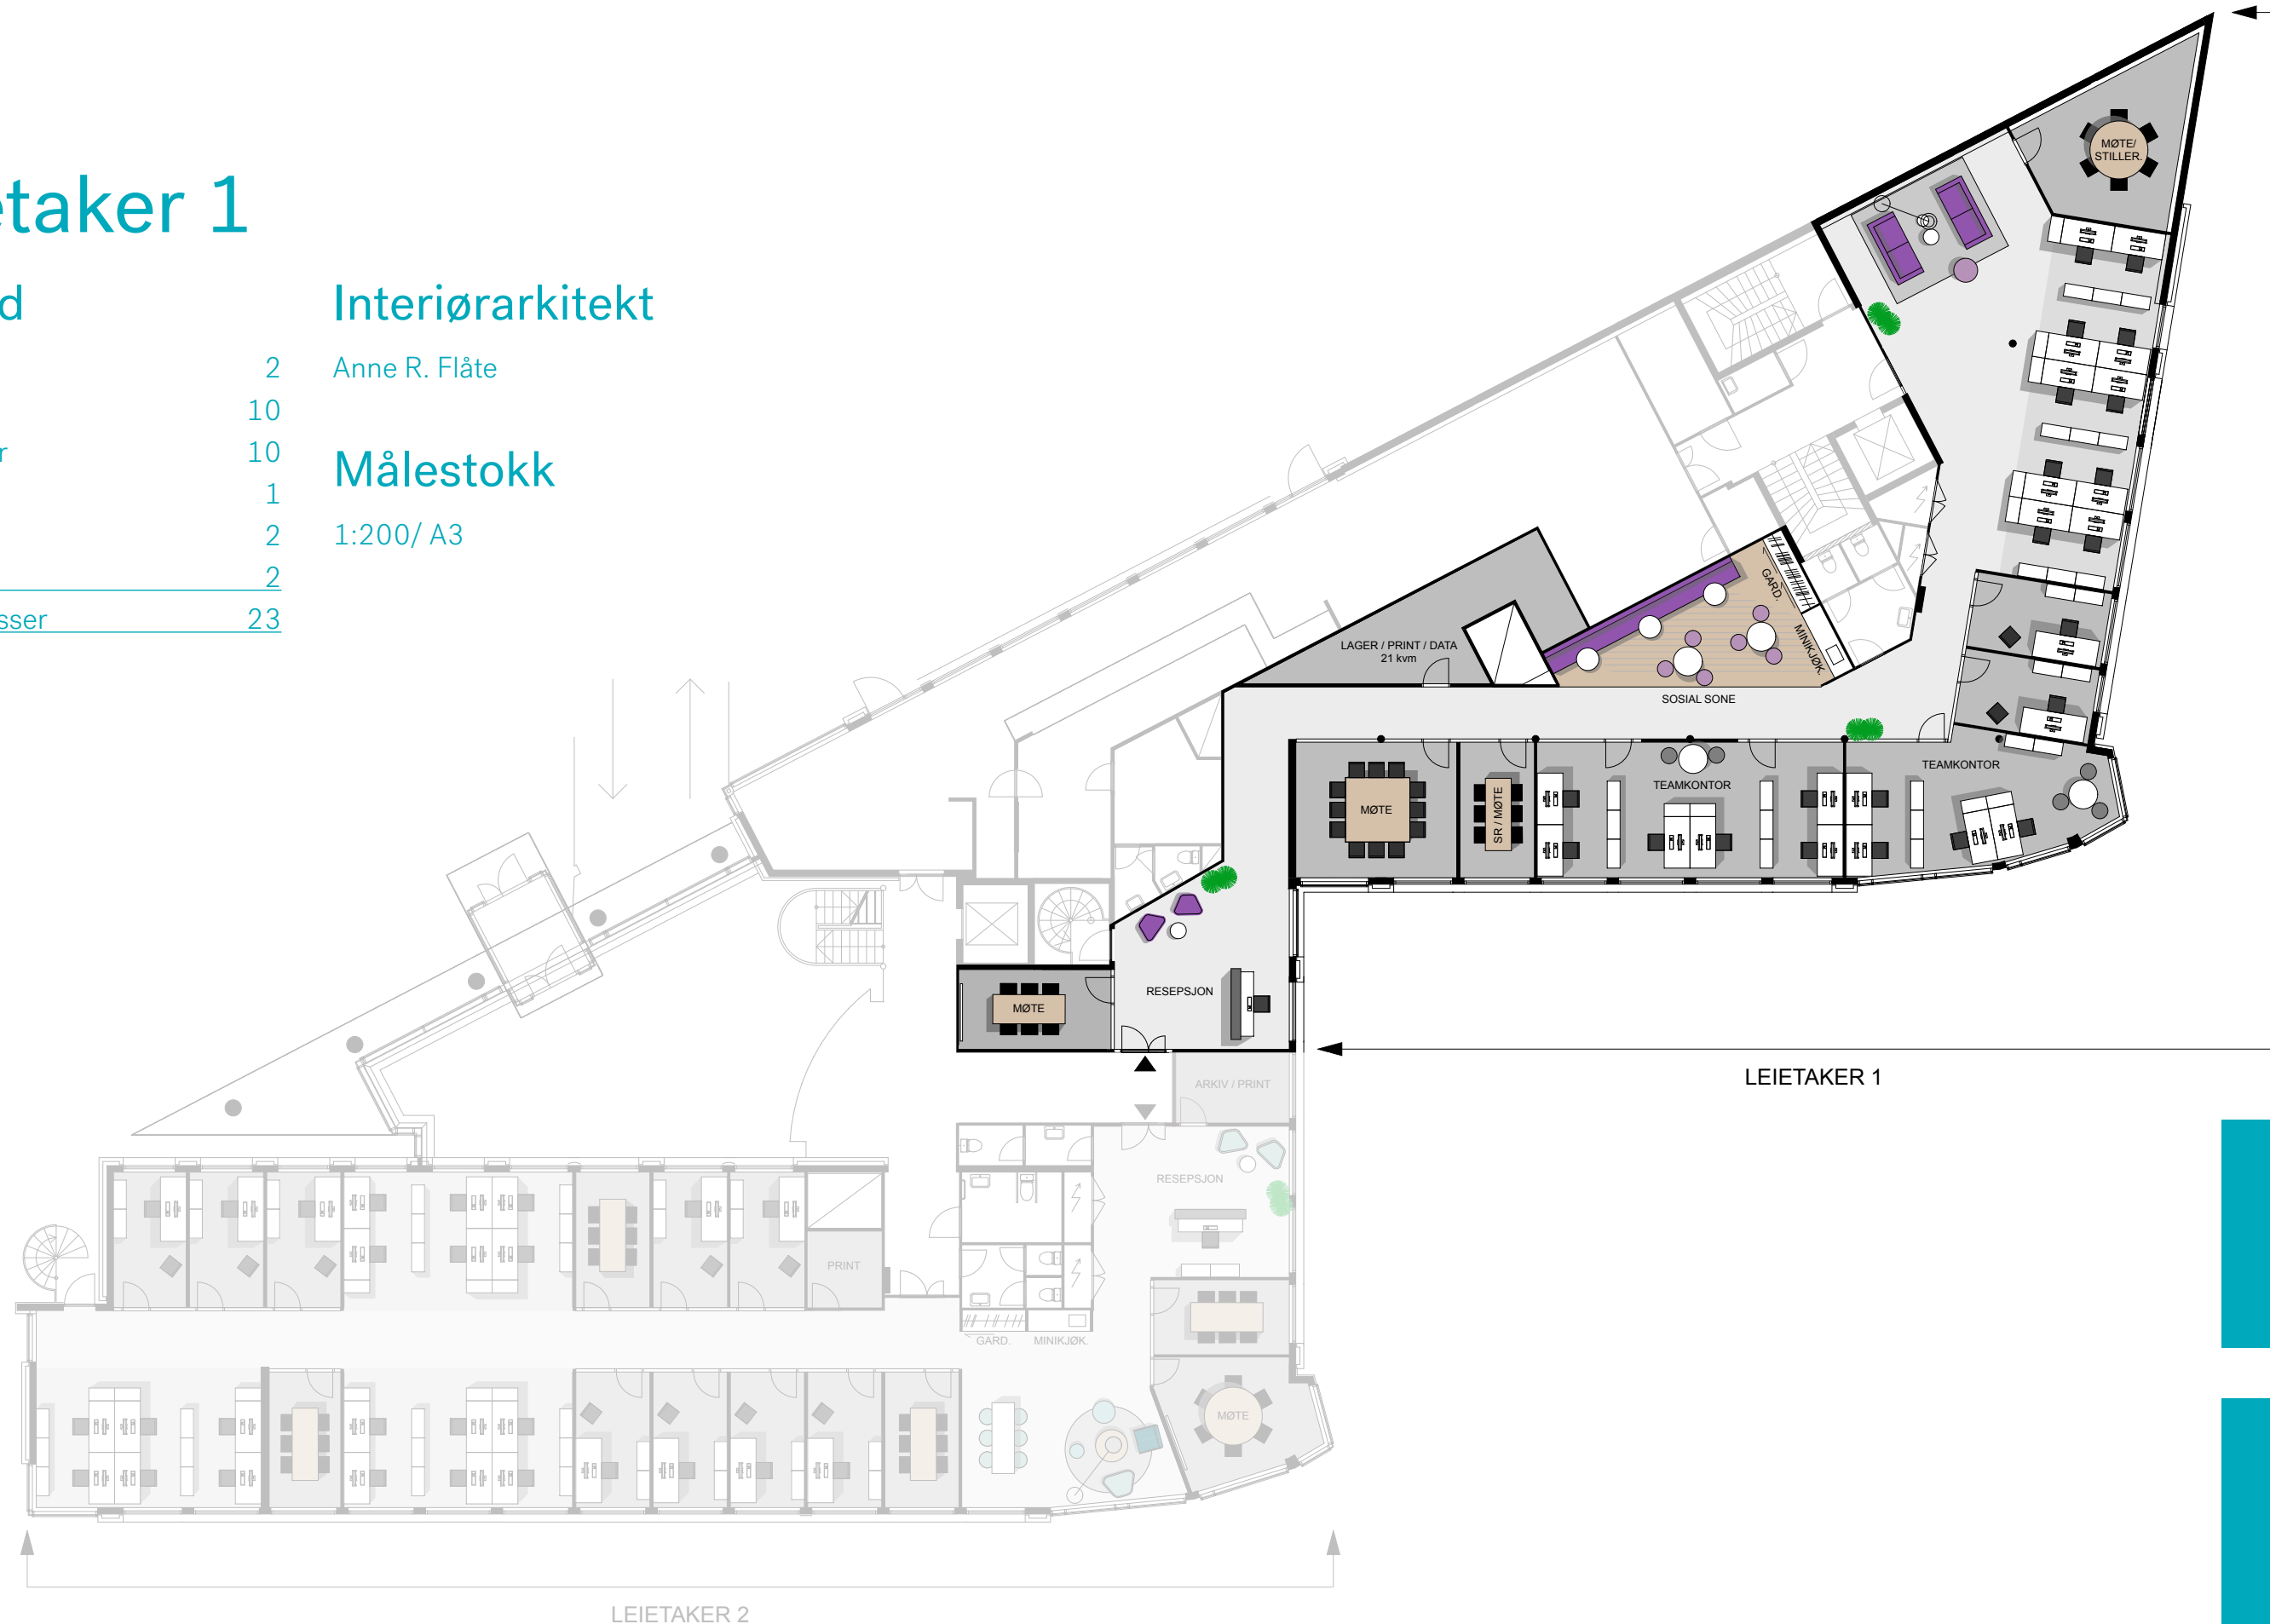 etaker 1
d
2
10
r 10
1
2
2
sser 23
Interiørarkitekt
Anne R. Flåte
Målestokk
1:200/ A3
MØTE/
STILLER.
GARD.
MINIKJØK.
LAGER / PRINT / DATA
21 kvm
SOSIAL SONE
MØTE
SR / MØTE
TEAMKONTOR
TEAMKONTOR
RESEPSJON
MØTE
LEIETAKER 1
ARKIV / PRINT
RESEPSJON
PRINT
GARD.
MINIKJØK.
MØTE
LEIETAKER 2